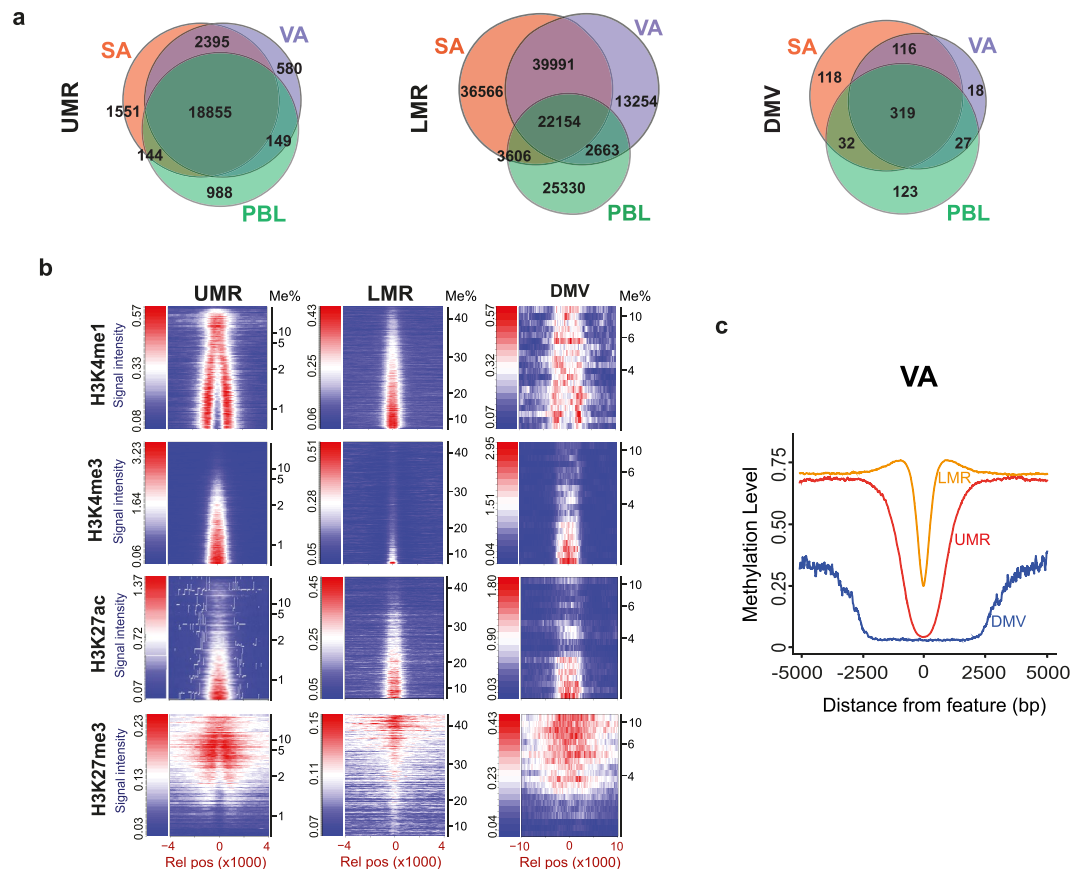 a
UMR
SA
VA
2395
580
1551
18855
144
149
988
PBL
LMR
SA
VA
39991
36566
13254
22154
3606
2663
25330
PBL
DMV
SA
VA
116
118
18
319
32
27
123
PBL
b
UMR
LMR
DMV
Me%
Me%
Me%
H3K4me1
Signal intensity
0.57
0.33
0.08
10
5
2
1
0.43
0.25
0.06
40
30
20
10
0.57
0.32
0.07
10
6
4
H3K4me3
Signal intensity
3.23
1.64
0.06
10
5
2
1
0.51
0.28
0.05
40
30
20
10
2.95
1.51
0.04
10
6
4
H3K27ac
Signal intensity
1.37
0.72
0.07
10
5
2
1
0.45
0.25
0.05
40
30
20
10
1.80
0.90
0.03
10
6
4
H3K27me3
Signal intensity
0.23
0.13
0.03
10
5
2
1
0.15
0.11
0.07
40
30
20
10
0.43
0.23
0.04
10
6
4
−4 0 4
Rel pos (x1000)
−4 0 4
Rel pos (x1000)
−10 0 10
Rel pos (x1000)
c
VA
Methylation Level
0.75
0.50
0.25
0
LMR
UMR
DMV
−5000 −2500 0 2500 5000
Distance from feature (bp)